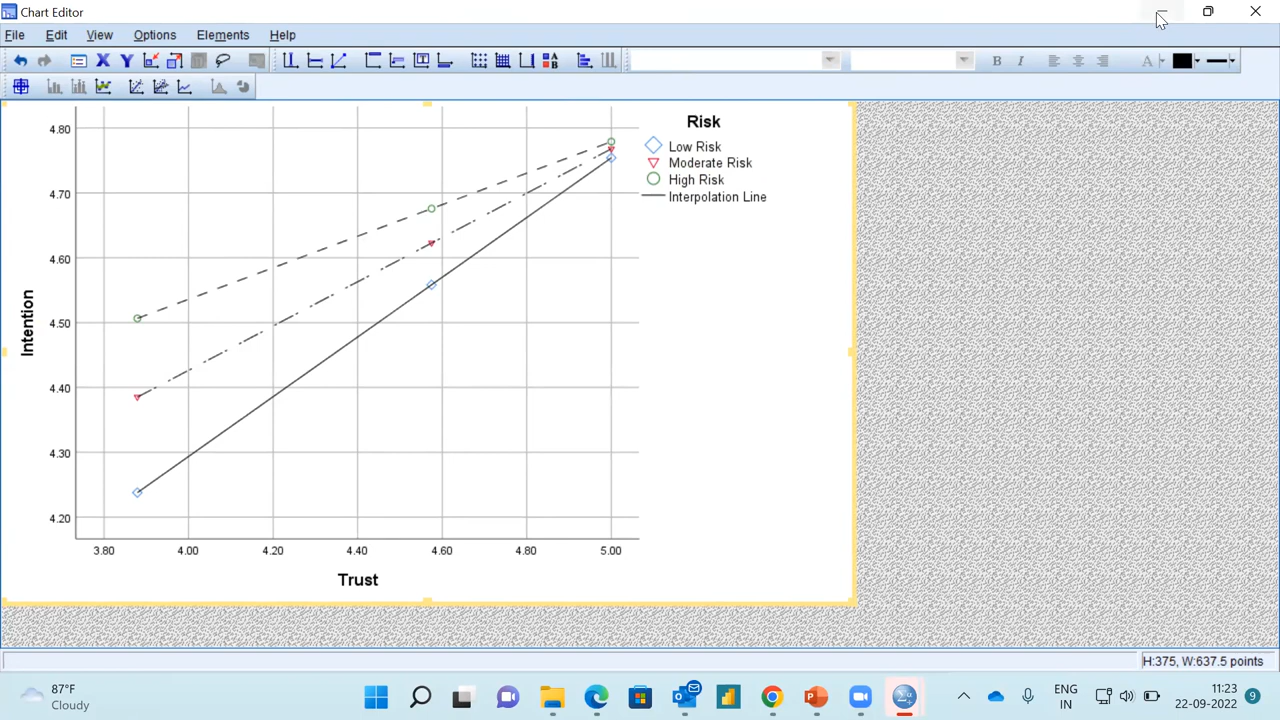 Chart Editor
File Edit View Options Elements Help
Risk
Low Risk
Moderate Risk
High Risk
Interpolation Line
4.80
4.70
4.60
4.50
4.40
4.30
4.20
Intention
3.80 4.00 4.20 4.40 4.60 4.80 5.00
Trust
H:375, W:637.5 points
87°F
Cloudy
ENG
IN
11:23
22-09-2022
9